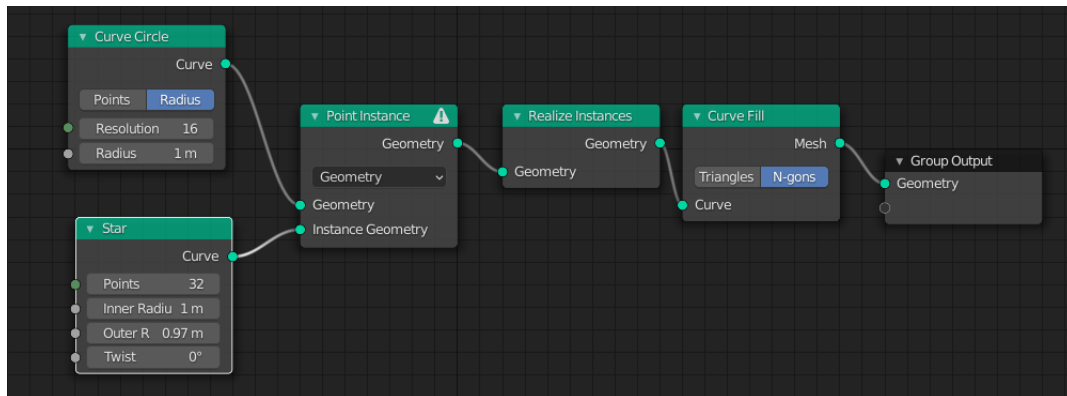 Curve Circle
Curve
Points Radius
Resolution 16
Radius 1 m
Star
Curve
Points 32
Inner Radiu 1 m
Outer R 0.97 m
Twist 0°
Point Instance
Geometry
Geometry
Geometry
Instance Geometry
Realize Instances
Geometry
Geometry
Curve Fill
Mesh
Triangles N-gons
Curve
Group Output
Geometry